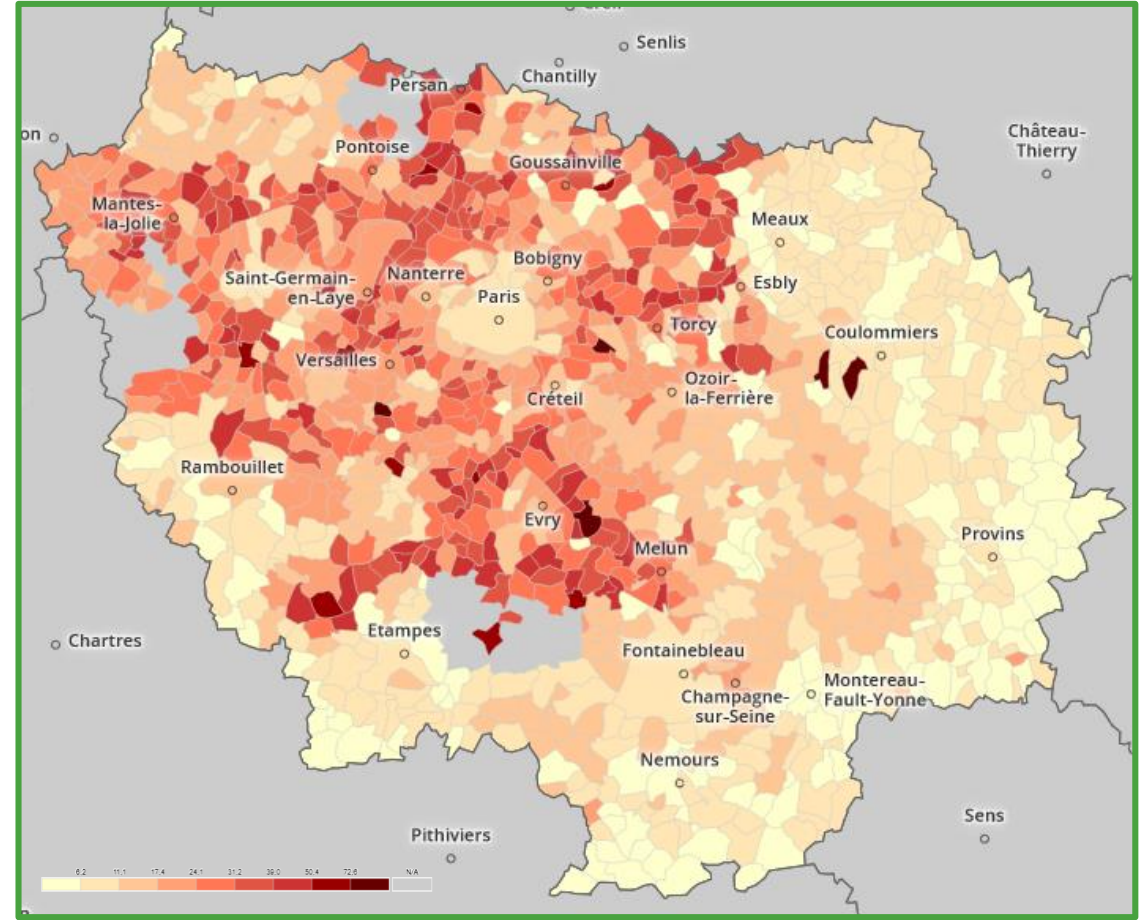 Senlis
Chantilly
Persan
on
Château-
Thierry
Pontoise
Goussainville
Mantes-
la-Jolie
Meaux
Saint-Germain-
en-Laye
Nanterre
Bobigny
Esbly
Paris
Torcy
Coulommiers
Versailles
Créteil
Ozoir-
la-Ferrière
Rambouillet
Evry
Provins
Melun
Chartres
Etampes
Fontainebleau
Champagne-
sur-Seine
Montereau-
Fault-Yonne
Nemours
Sens
Pithiviers
6.2 11.1 17.4 24.1 31.2 39.0 50.4 72.6 N/A